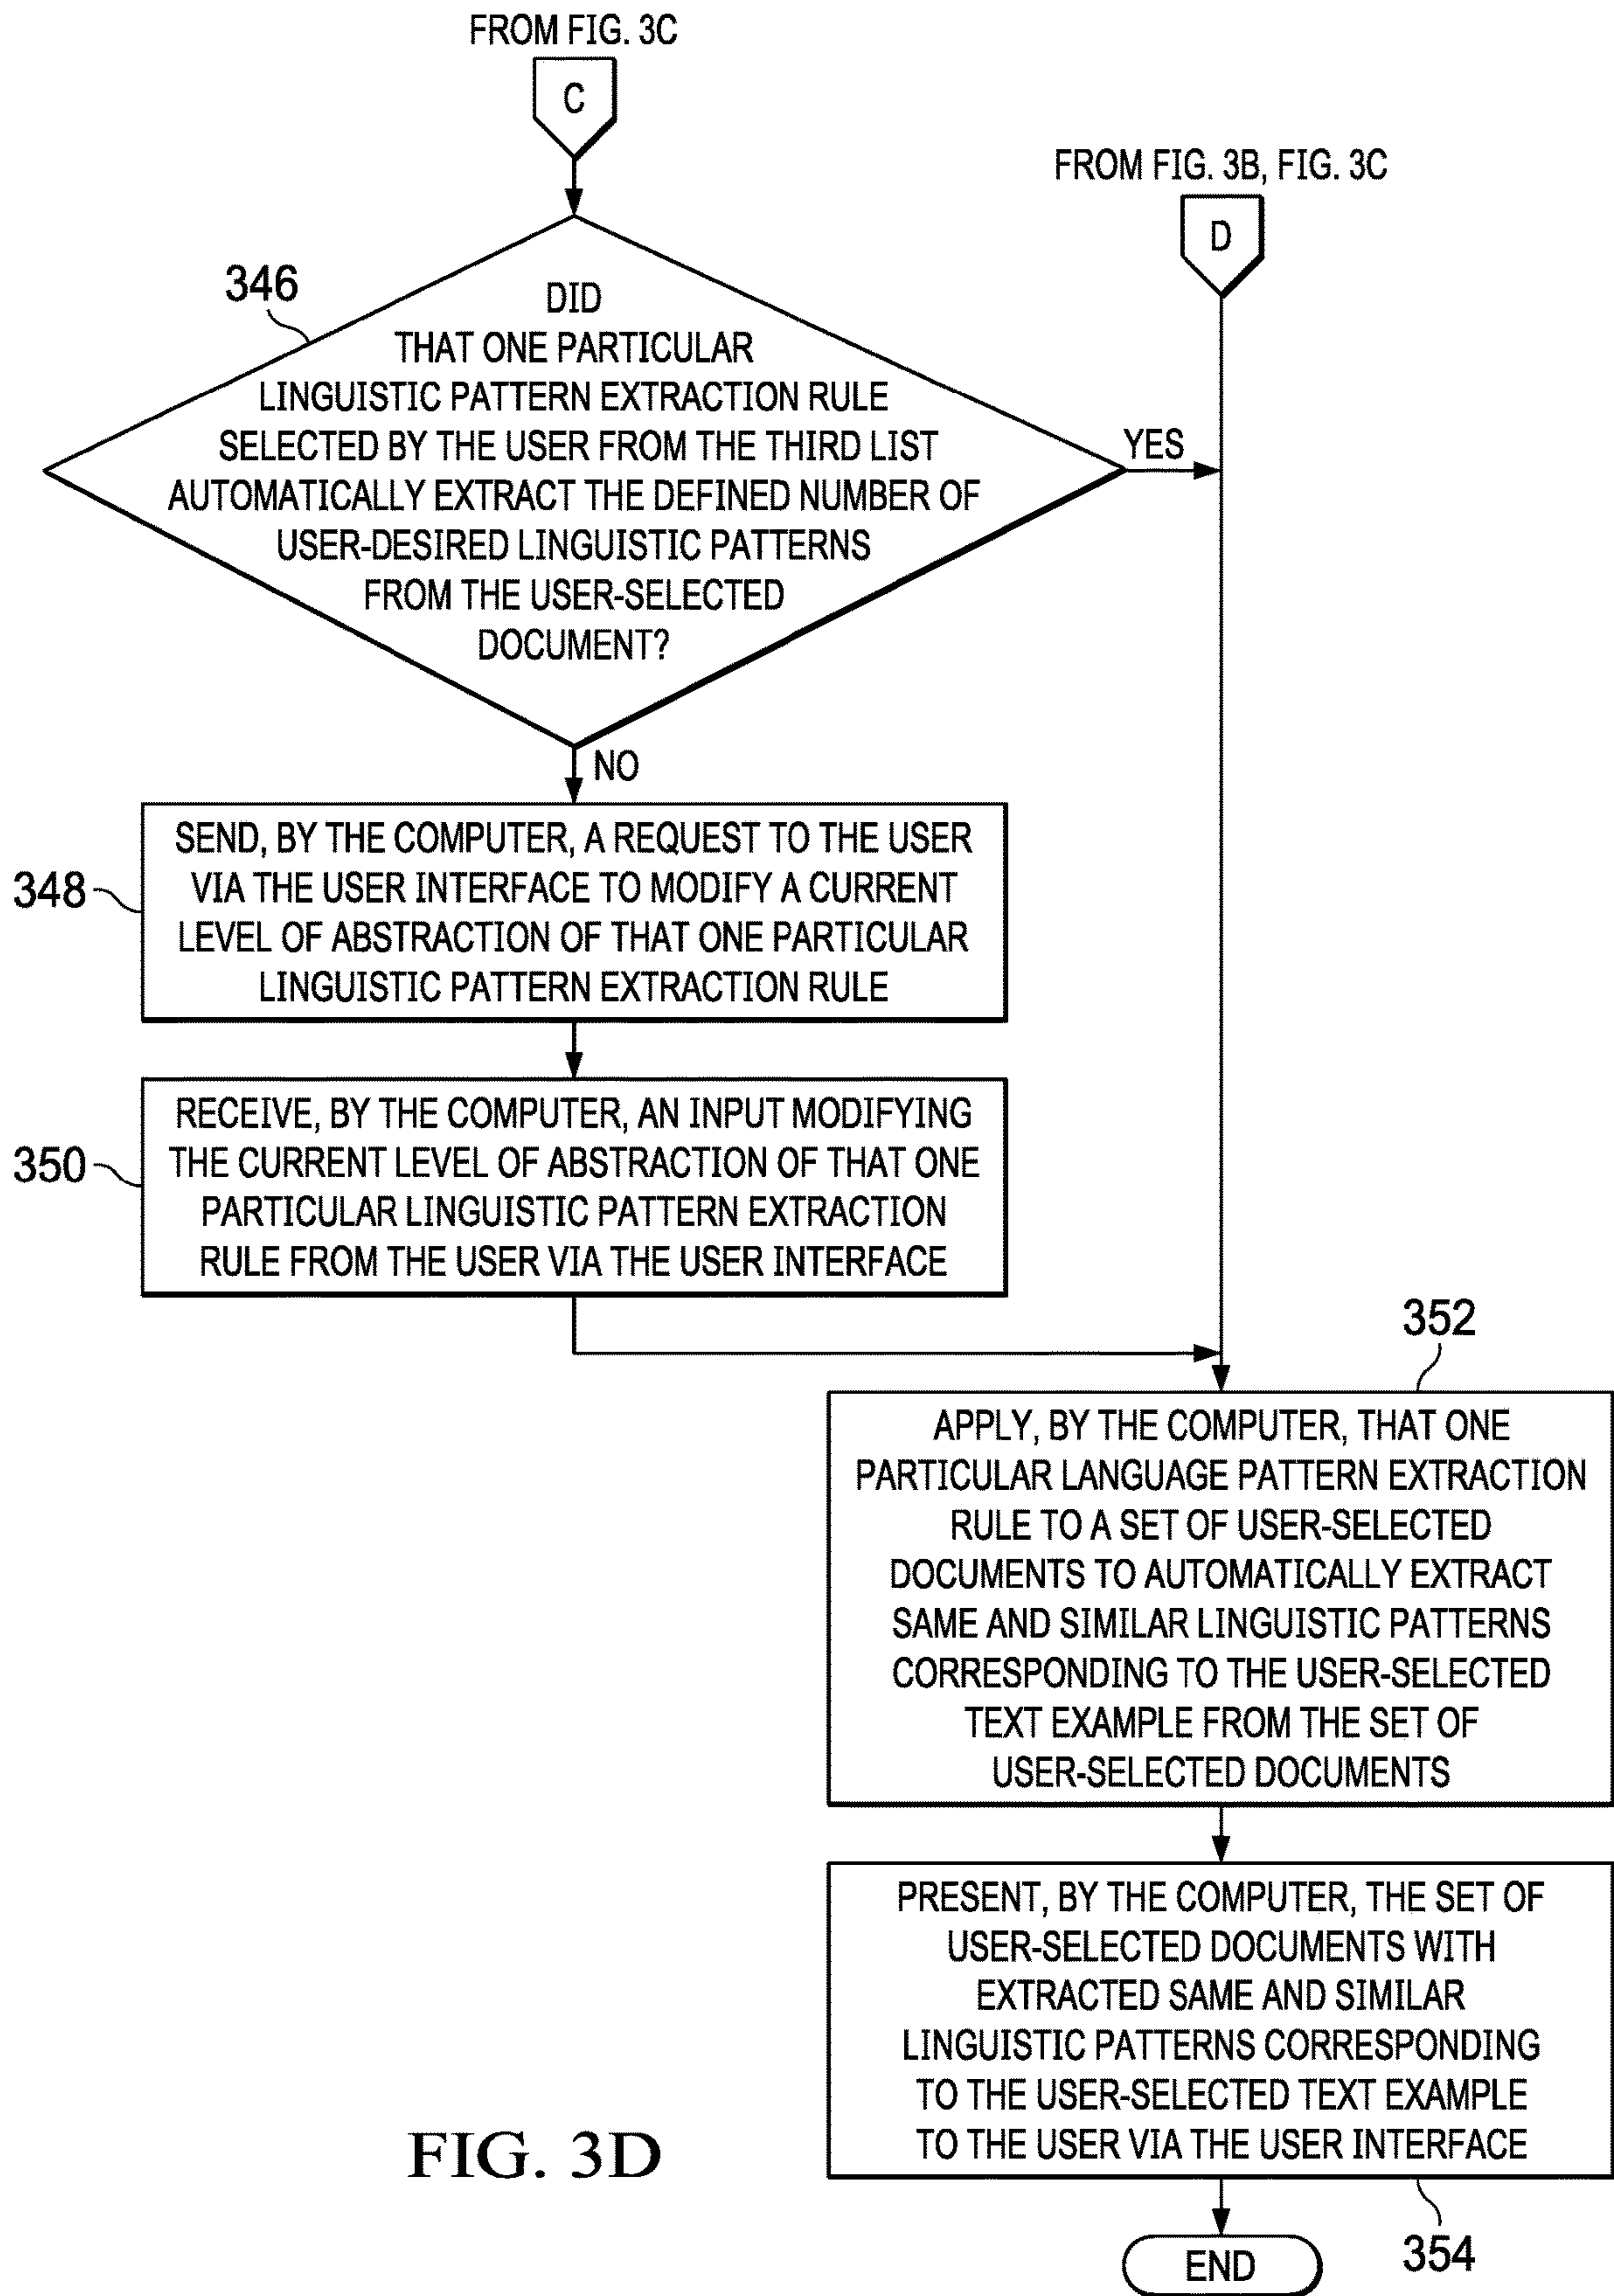 FROM FIG. 3C
C
FROM FIG. 3B, FIG. 3C
D
346
DID
THAT ONE PARTICULAR
LINGUISTIC PATTERN EXTRACTION RULE
SELECTED BY THE USER FROM THE THIRD LIST
AUTOMATICALLY EXTRACT THE DEFINED NUMBER OF
USER-DESIRED LINGUISTIC PATTERNS
FROM THE USER-SELECTED
DOCUMENT?
YES
NO
348
SEND, BY THE COMPUTER, A REQUEST TO THE USER
VIA THE USER INTERFACE TO MODIFY A CURRENT
LEVEL OF ABSTRACTION OF THAT ONE PARTICULAR
LINGUISTIC PATTERN EXTRACTION RULE
350
RECEIVE, BY THE COMPUTER, AN INPUT MODIFYING
THE CURRENT LEVEL OF ABSTRACTION OF THAT ONE
PARTICULAR LINGUISTIC PATTERN EXTRACTION
RULE FROM THE USER VIA THE USER INTERFACE
352
APPLY, BY THE COMPUTER, THAT ONE
PARTICULAR LANGUAGE PATTERN EXTRACTION
RULE TO A SET OF USER-SELECTED
DOCUMENTS TO AUTOMATICALLY EXTRACT
SAME AND SIMILAR LINGUISTIC PATTERNS
CORRESPONDING TO THE USER-SELECTED
TEXT EXAMPLE FROM THE SET OF
USER-SELECTED DOCUMENTS
PRESENT, BY THE COMPUTER, THE SET OF
USER-SELECTED DOCUMENTS WITH
EXTRACTED SAME AND SIMILAR
LINGUISTIC PATTERNS CORRESPONDING
TO THE USER-SELECTED TEXT EXAMPLE
TO THE USER VIA THE USER INTERFACE
354
END
FIG. 3D